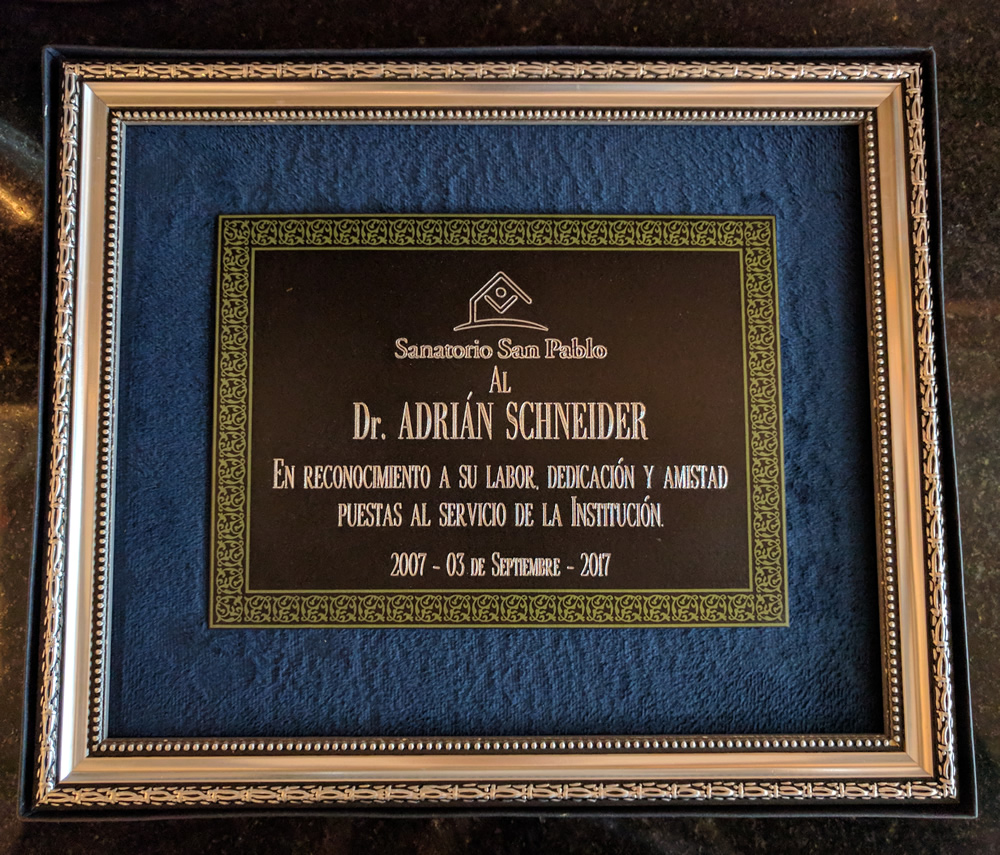 Sanatorio San Pablo
AL
Dr. ADRIÁN SCHNEIDER
EN RECONOCIMIENTO A SU LABOR, DEDICACIÓN Y AMISTAD
PUESTAS AL SERVICIO DE LA INSTITUCIÓN.
2007 - 03 DE SEPTIEMBRE - 2017